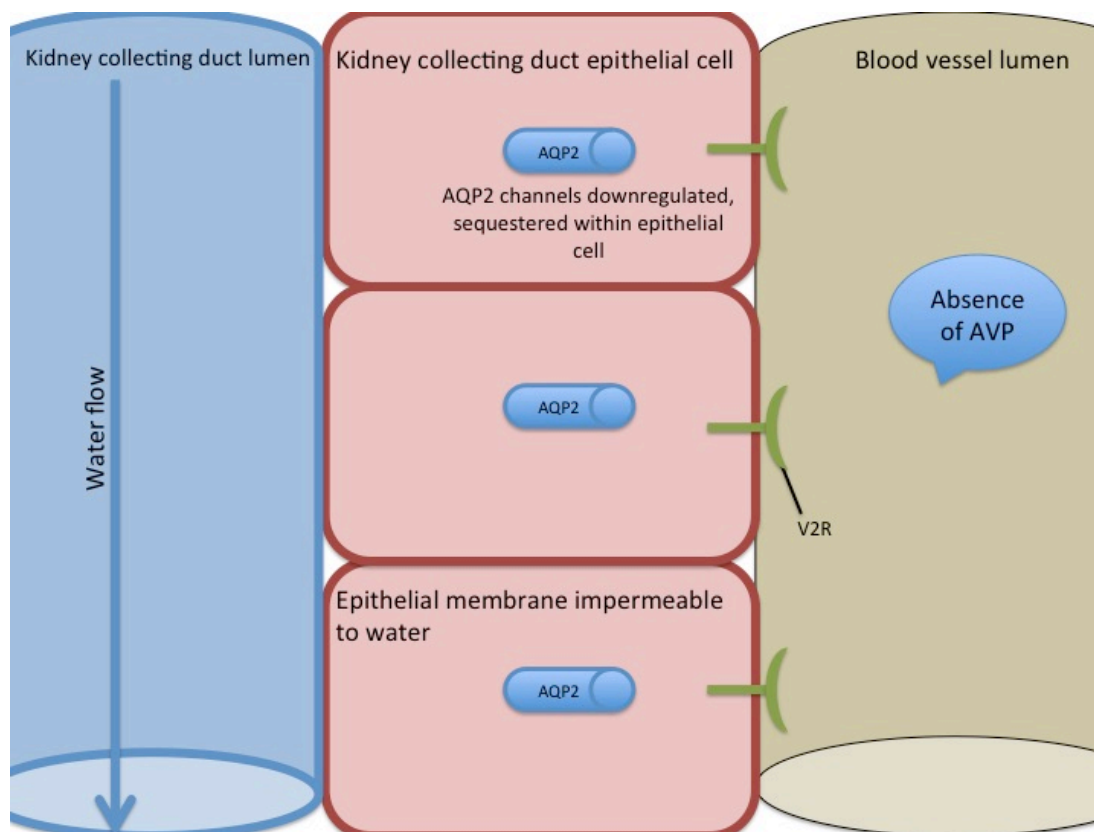 Kidney collecting duct lumen
Kidney collecting duct epithelial cell
Blood vessel lumen
AQP2
AQP2 channels downregulated,
sequestered within epithelial
cell
Absence
of AVP
Water flow
AQP2
V2R
Epithelial membrane impermeable
to water
AQP2